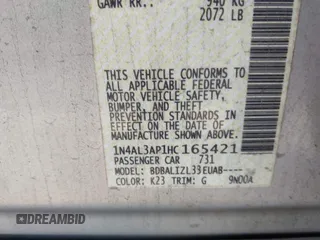 GAWR RR.: 940 KG
2072 LB
THIS VEHICLE CONFORMS TO
ALL APPLICABLE FEDERAL
MOTOR VEHICLE SAFETY,
BUMPER, AND THEFT
PREVENTION STANDARDS IN
EFFECT ON THE DATE OF
MANUFACTURE SHOWN ABOVE.
1N4AL3AP1HC165421
PASSENGER CAR 731
MODEL: BDBALIZL33EUAB----
COLOR: K23 TRIM: G 9N00A